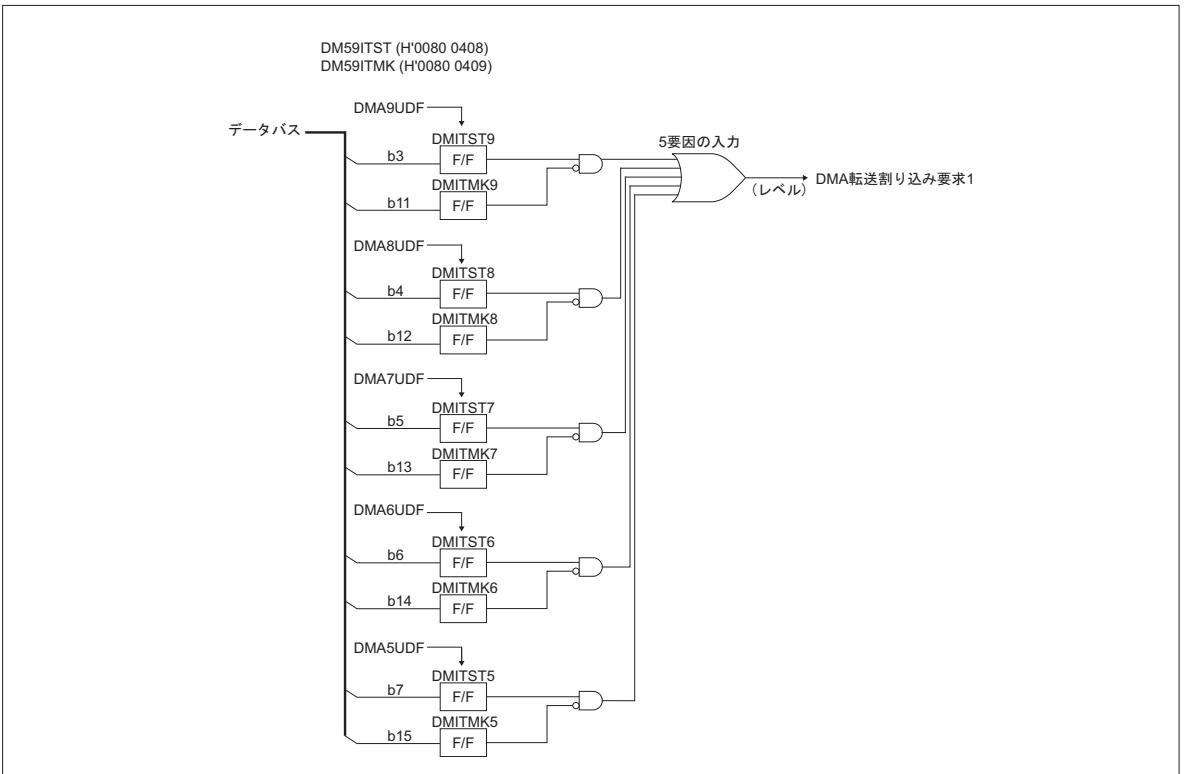 DM59ITST (H'0080 0408)
DM59ITMK (H'0080 0409)
DMA9UDF
データバス
DMITST9
5要因の入力
b3
F/F
DMITMK9
DMA転送割り込み要求1
(レベル)
b11
F/F
DMA8UDF
DMITST8
b4
F/F
DMITMK8
b12
F/F
DMA7UDF
DMITST7
b5
F/F
DMITMK7
b13
F/F
DMA6UDF
DMITST6
b6
F/F
DMITMK6
b14
F/F
DMA5UDF
DMITST5
b7
F/F
DMITMK5
b15
F/F